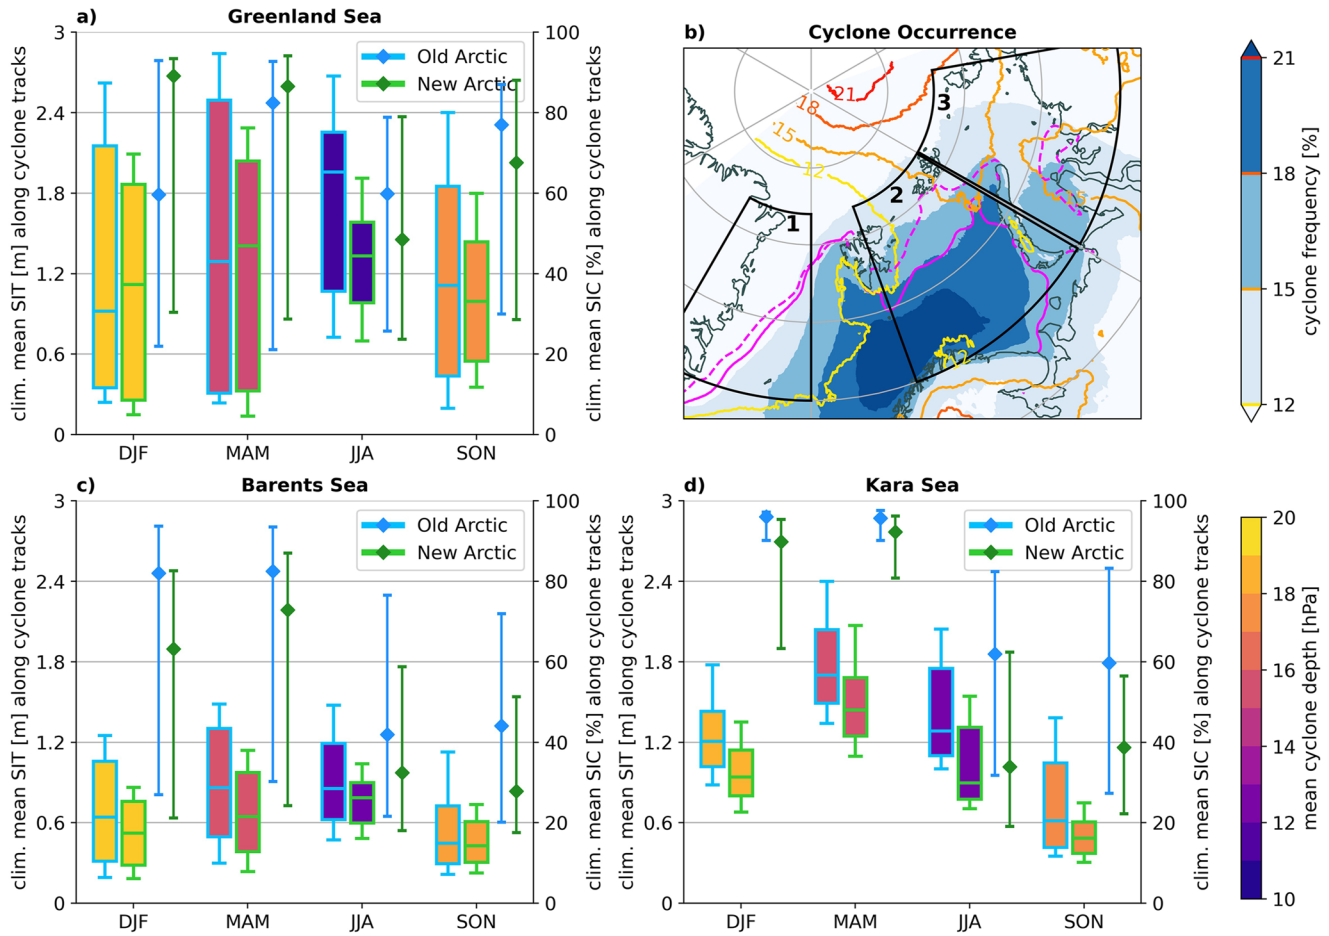 a)
Greenland Sea
3
2.4
1.8
1.2
0.6
0
100
80
60
40
20
0
clim. mean SIT [m] along cyclone tracks
clim. mean SIC [%] along cyclone tracks
Old Arctic
New Arctic
DJF
MAM
JJA
SON
b)
Cyclone Occurrence
21
18
15
12
3
2
1
15
12
21
18
15
12
cyclone frequency [%]
c)
Barents Sea
3
2.4
1.8
1.2
0.6
0
100
80
60
40
20
0
clim. mean SIT [m] along cyclone tracks
clim. mean SIC [%] along cyclone tracks
Old Arctic
New Arctic
DJF
MAM
JJA
SON
d)
Kara Sea
3
2.4
1.8
1.2
0.6
0
100
80
60
40
20
0
clim. mean SIT [m] along cyclone tracks
clim. mean SIC [%] along cyclone tracks
Old Arctic
New Arctic
DJF
MAM
JJA
SON
20
19
18
17
16
15
14
13
12
11
10
mean cyclone depth [hPa]